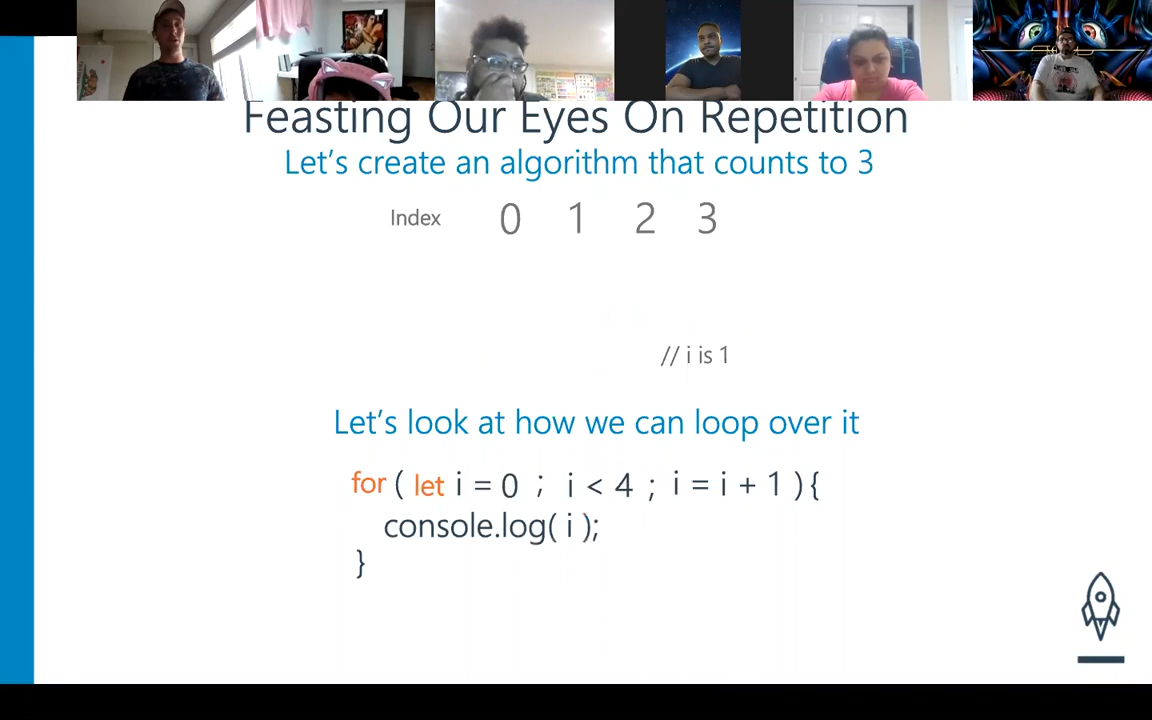 Feasting Our Eyes On Repetition
Let's create an algorithm that counts to 3
Index 0 1 2 3
// i is 1
Let's look at how we can loop over it
for ( let i = 0 ; i < 4 ; i = i + 1 ) {
console.log( i );
}